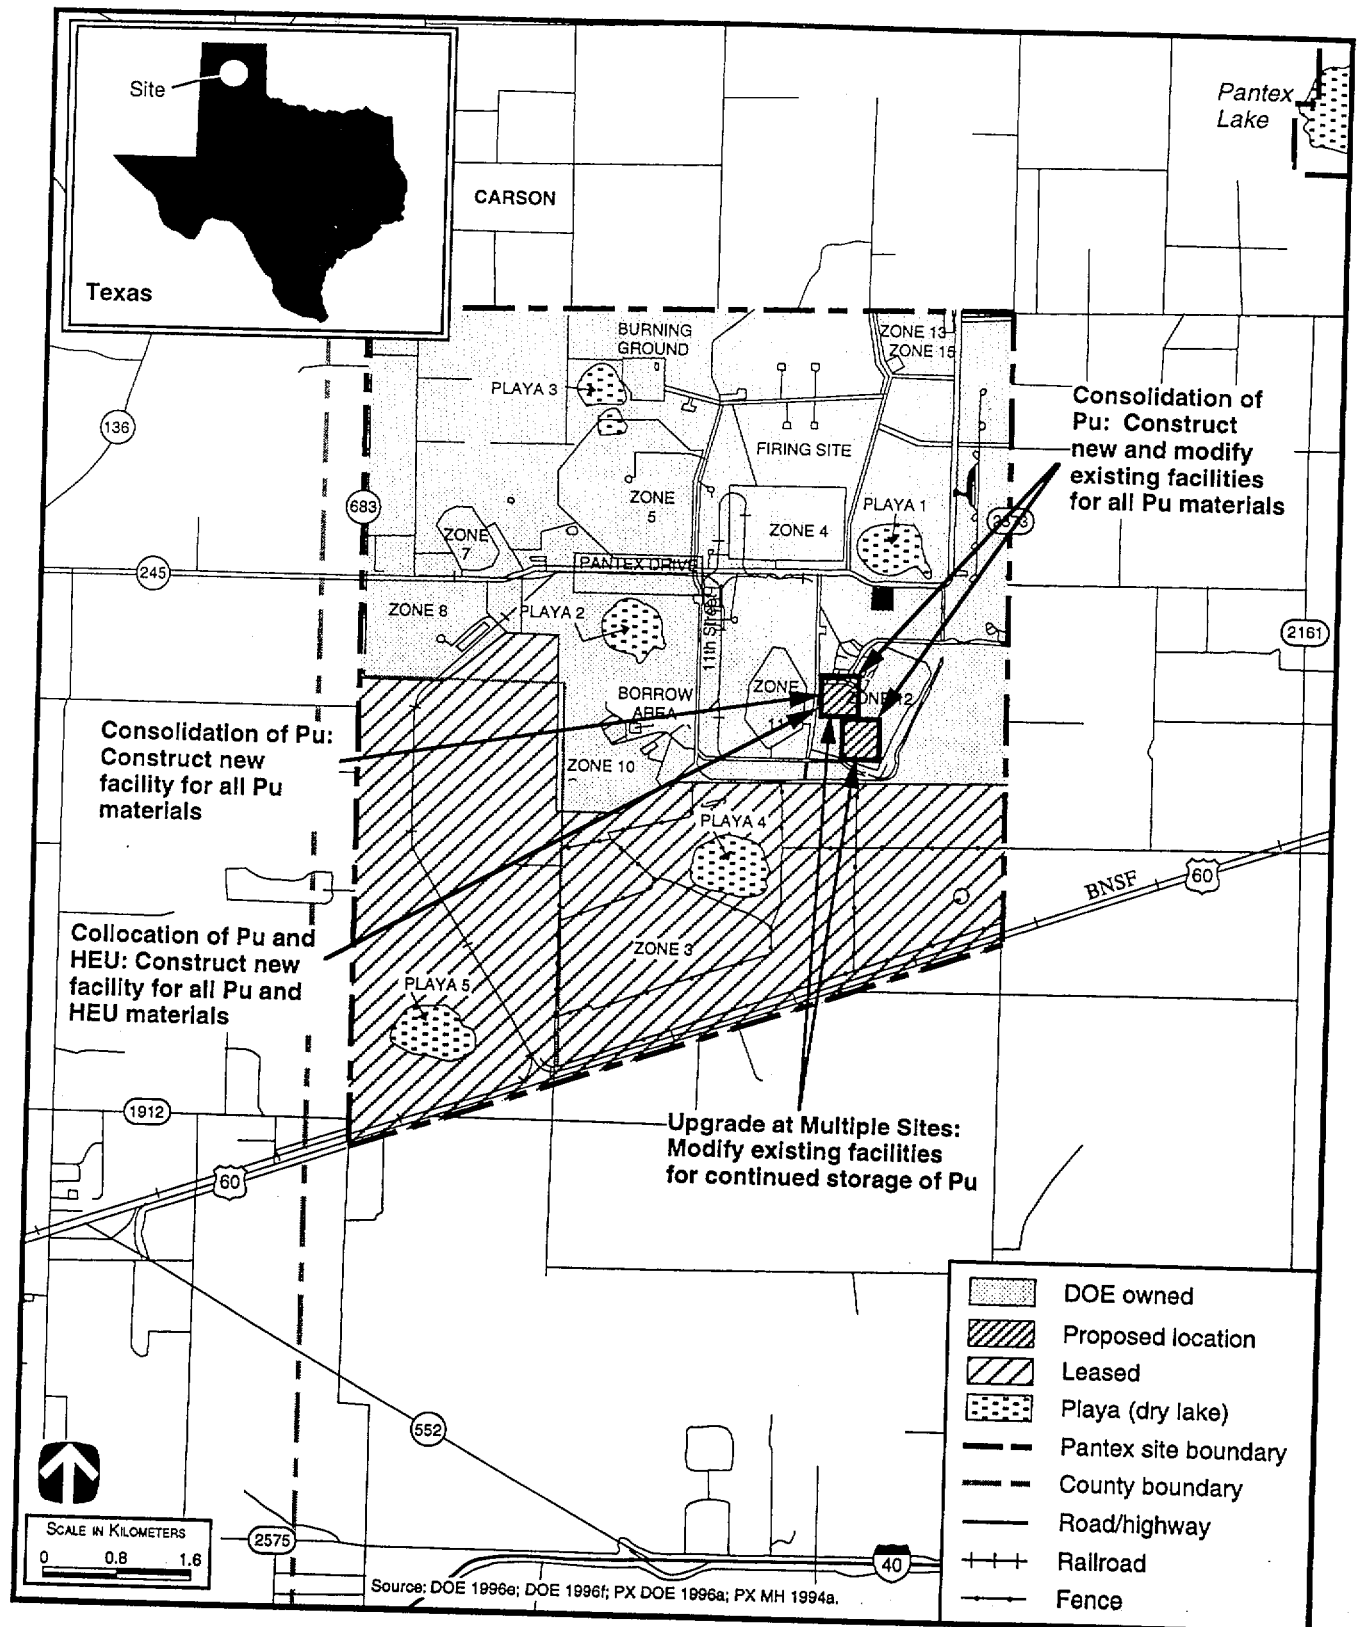 Site
Texas
Pantex
Lake
CARSON
BURNING
GROUND
ZONE 13
ZONE 15
PLAYA 3
136
FIRING SITE
Consolidation of
Pu: Construct
new and modify
existing facilities
for all Pu materials
683
ZONE
5
ZONE 4
PLAYA 1
ZONE
7
PANTEX DRIVE
245
ZONE 8
PLAYA 2
11th Street
2161
BORROW
AREA
ZONE
11
ZONE 12
ZONE 10
Consolidation of Pu:
Construct new
facility for all Pu
materials
PLAYA 4
BNSF
60
Collocation of Pu and
HEU: Construct new
facility for all Pu and
HEU materials
ZONE 3
PLAYA 5
1912
Upgrade at Multiple Sites:
Modify existing facilities
for continued storage of Pu
60
552
2575
40
SCALE IN KILOMETERS
0 0.8 1.6
Source: DOE 1996e; DOE 1996f; PX DOE 1996a; PX MH 1994a.
DOE owned
Proposed location
Leased
Playa (dry lake)
Pantex site boundary
County boundary
Road/highway
Railroad
Fence